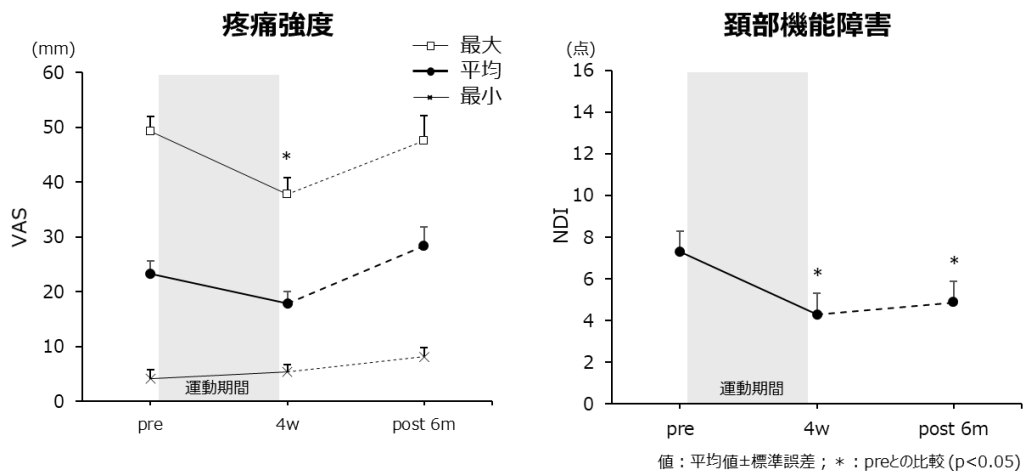 疼痛強度
(mm)
最大
平均
最小
60
50
40
30
20
10
0
VAS
*
運動期間
pre
4w
post 6m
頚部機能障害
(点)
16
14
12
10
8
6
4
2
0
NDI
*
*
運動期間
pre
4w
post 6m
値：平均値±標準誤差；＊：preとの比較 (p<0.05)